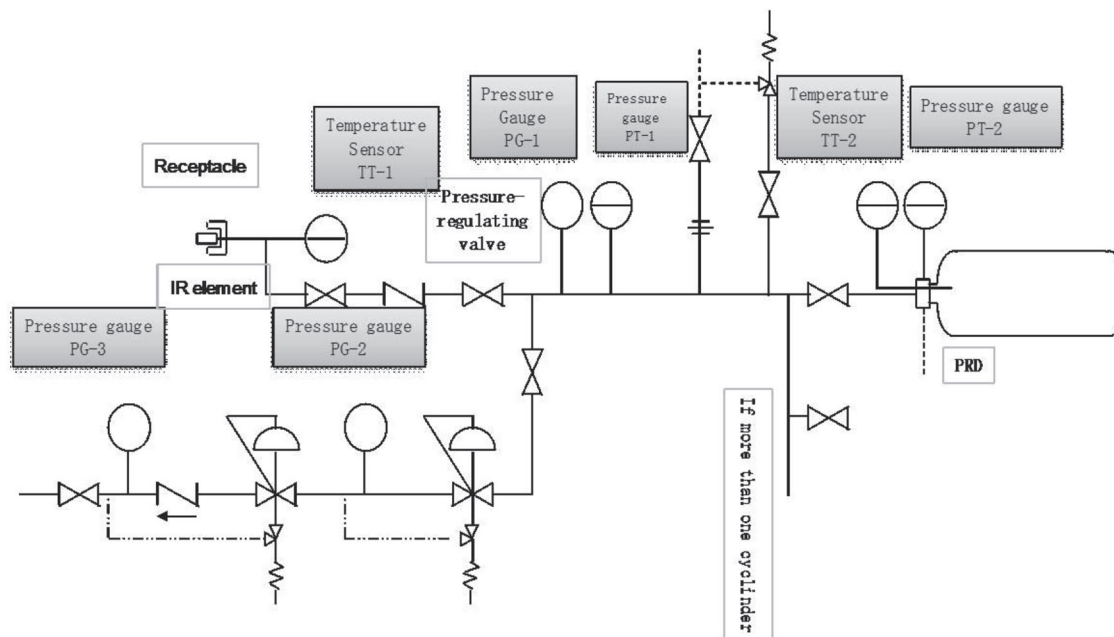 Pressure
Gauge
PG-1
Pressure
gauge
PT-1
Temperature
Sensor
TT-2
Pressure gauge
PT-2
Temperature
Sensor
TT-1
Receptacle
Pressure-
regulating
valve
IR element
Pressure gauge
PG-3
Pressure gauge
PG-2
PRD
If more than one cyclinder